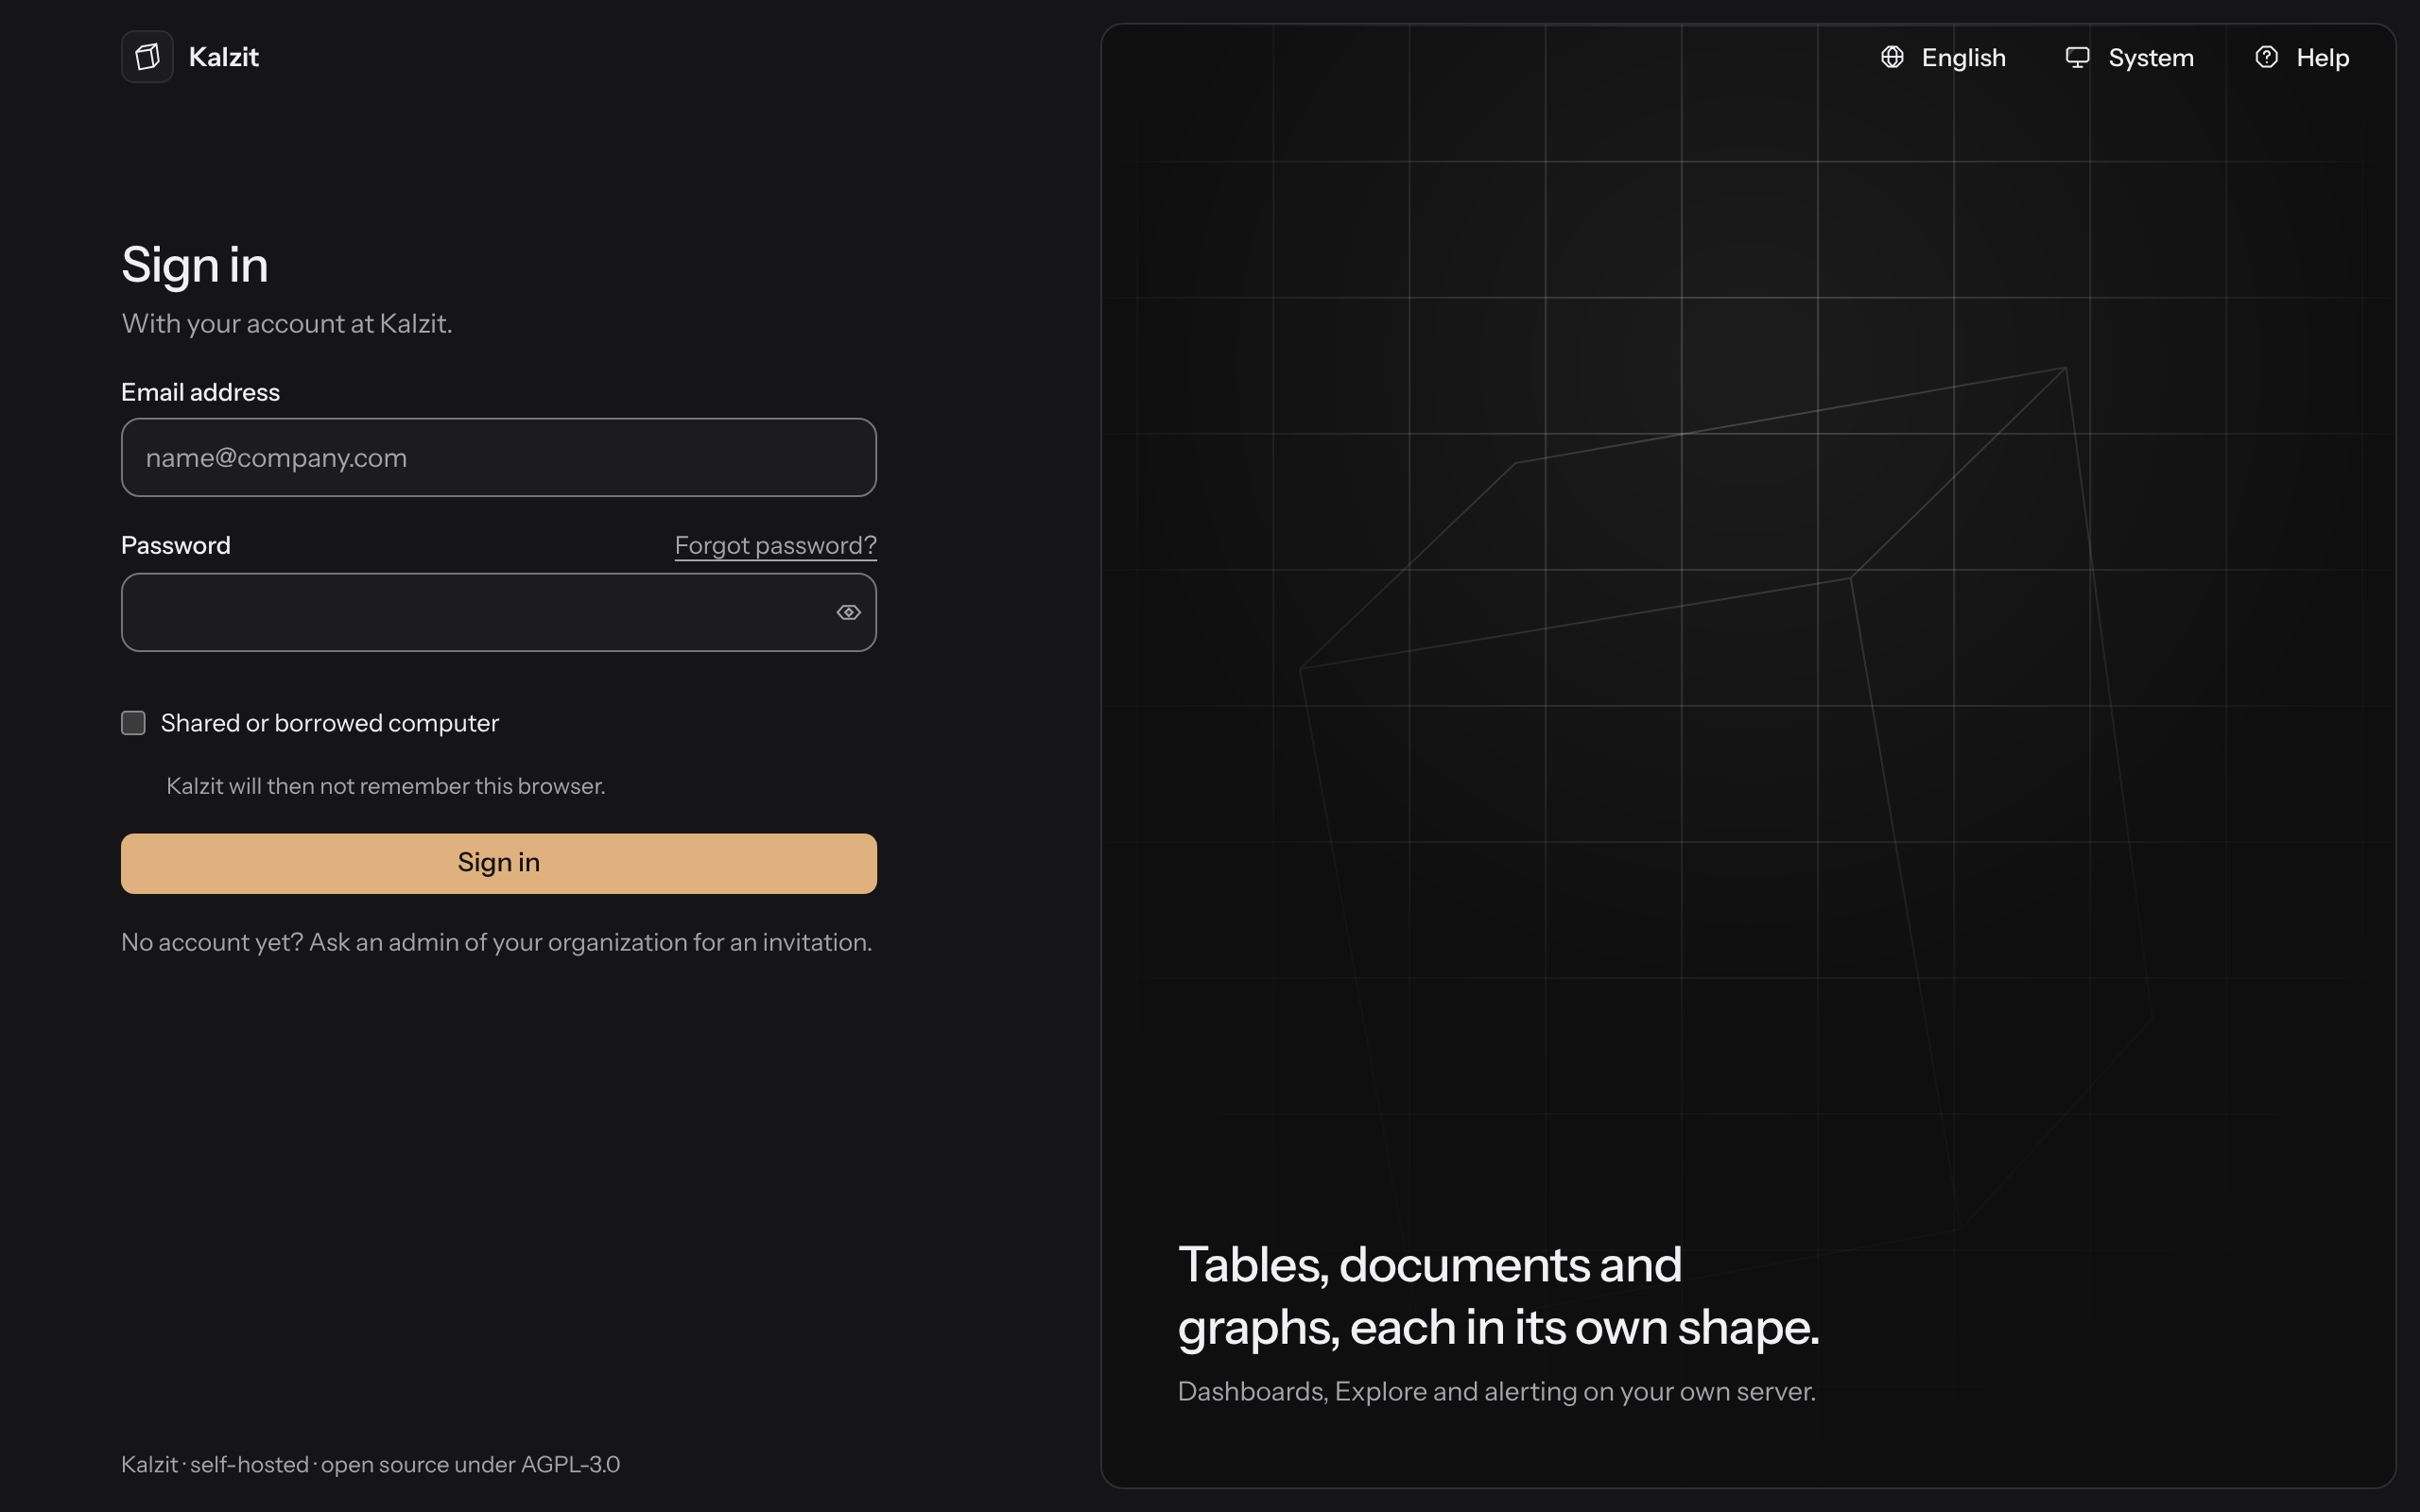 Kalzit
English
System
Help
Sign in
With your account at Kalzit.
Email address
name@company.com
Password
Forgot password?
Shared or borrowed computer
Kalzit will then not remember this browser.
Sign in
No account yet? Ask an admin of your organization for an invitation.
Tables, documents and
graphs, each in its own shape.
Dashboards, Explore and alerting on your own server.
Kalzit · self-hosted · open source under AGPL-3.0